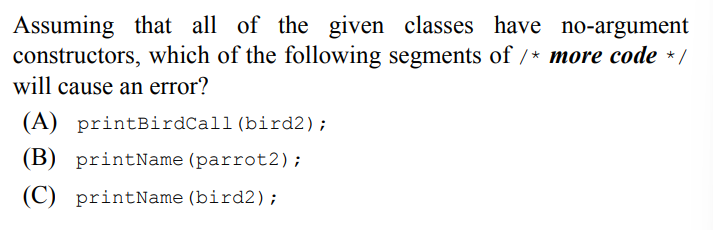 Assuming that all of the given classes have no-argument
constructors, which of the following segments of /* more code */
will cause an error?
(A) printBirdCall(bird2);
(B) printName(parrot2);
(C) printName(bird2);